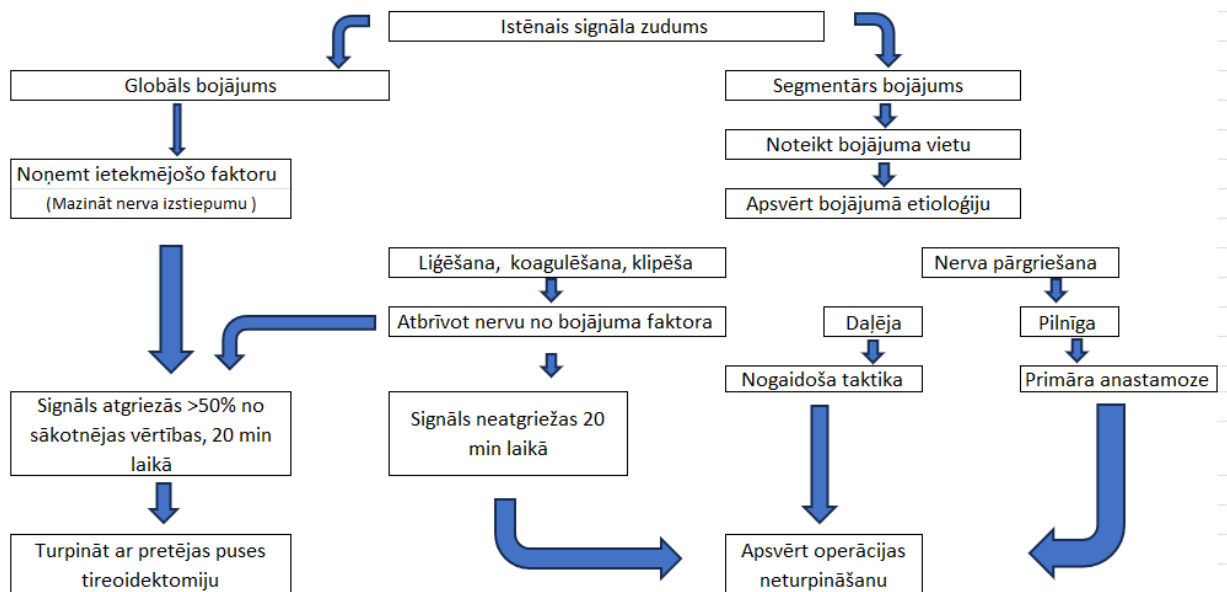 Istēnais signāla zudums
Globāls bojājums
Segmentārs bojājums
Noteikt bojājuma vietu
Noņemt ietekmējošo faktoru
(Mazināt nerva izstiepumu )
Apsvērt bojājumā etioloģiju
Liģēšana, koagulēšana, klipēša
Nerva pārgriešana
Atbrīvot nervu no bojājuma faktora
Daļēja
Pilnīga
Nogaidoša taktika
Primāra anastamoze
Signāls atgriezās >50% no
sākotnējas vērtības, 20 min
laikā
Signāls neatgriežas 20
min laikā
Turpināt ar pretējas puses
tireoidektomiju
Apsvērt operācijas
neturpināšanu